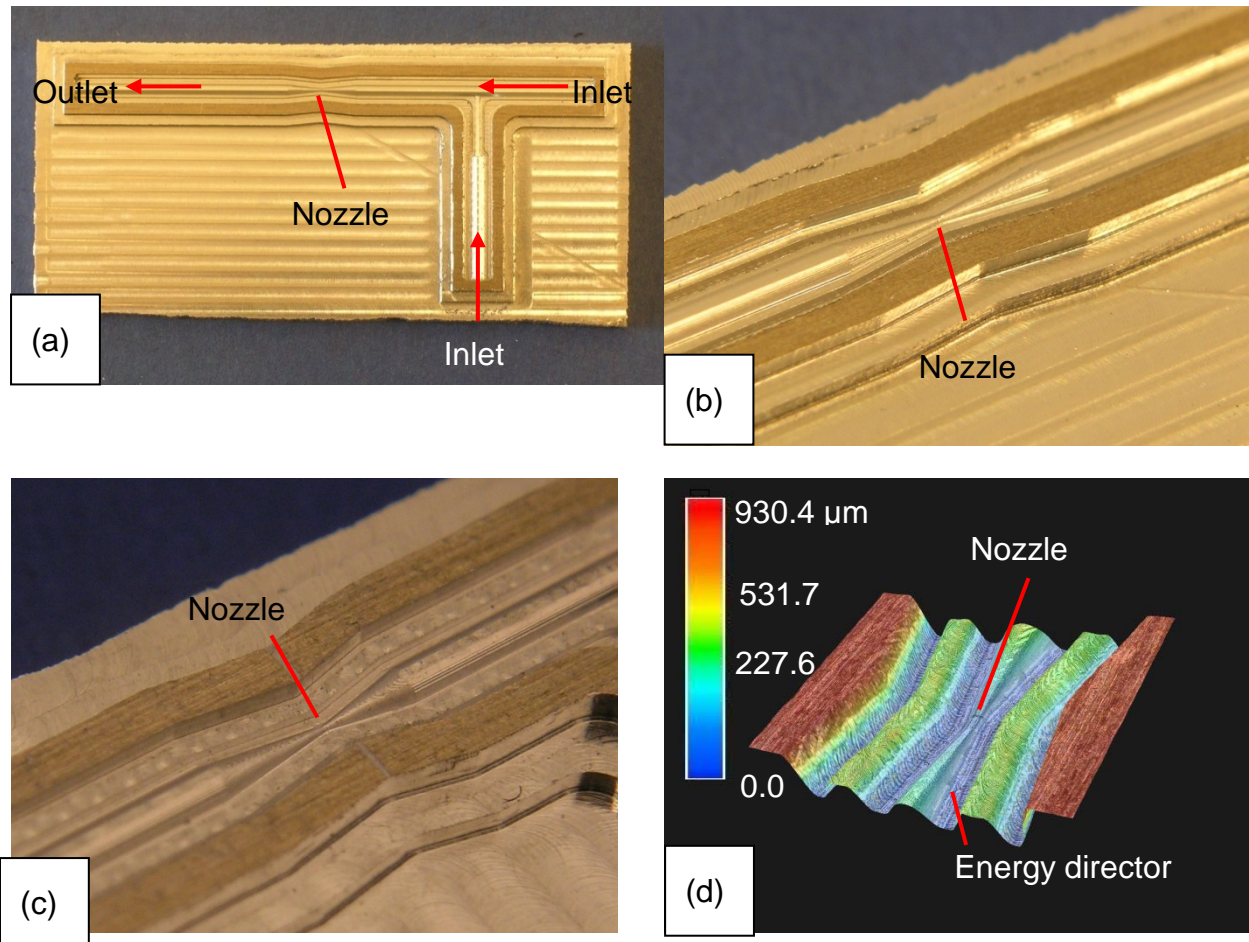 Outlet
Inlet
Nozzle
Inlet
(a)
Nozzle
(b)
Nozzle
(c)
930.4 µm
531.7
227.6
0.0
Nozzle
Energy director
(d)